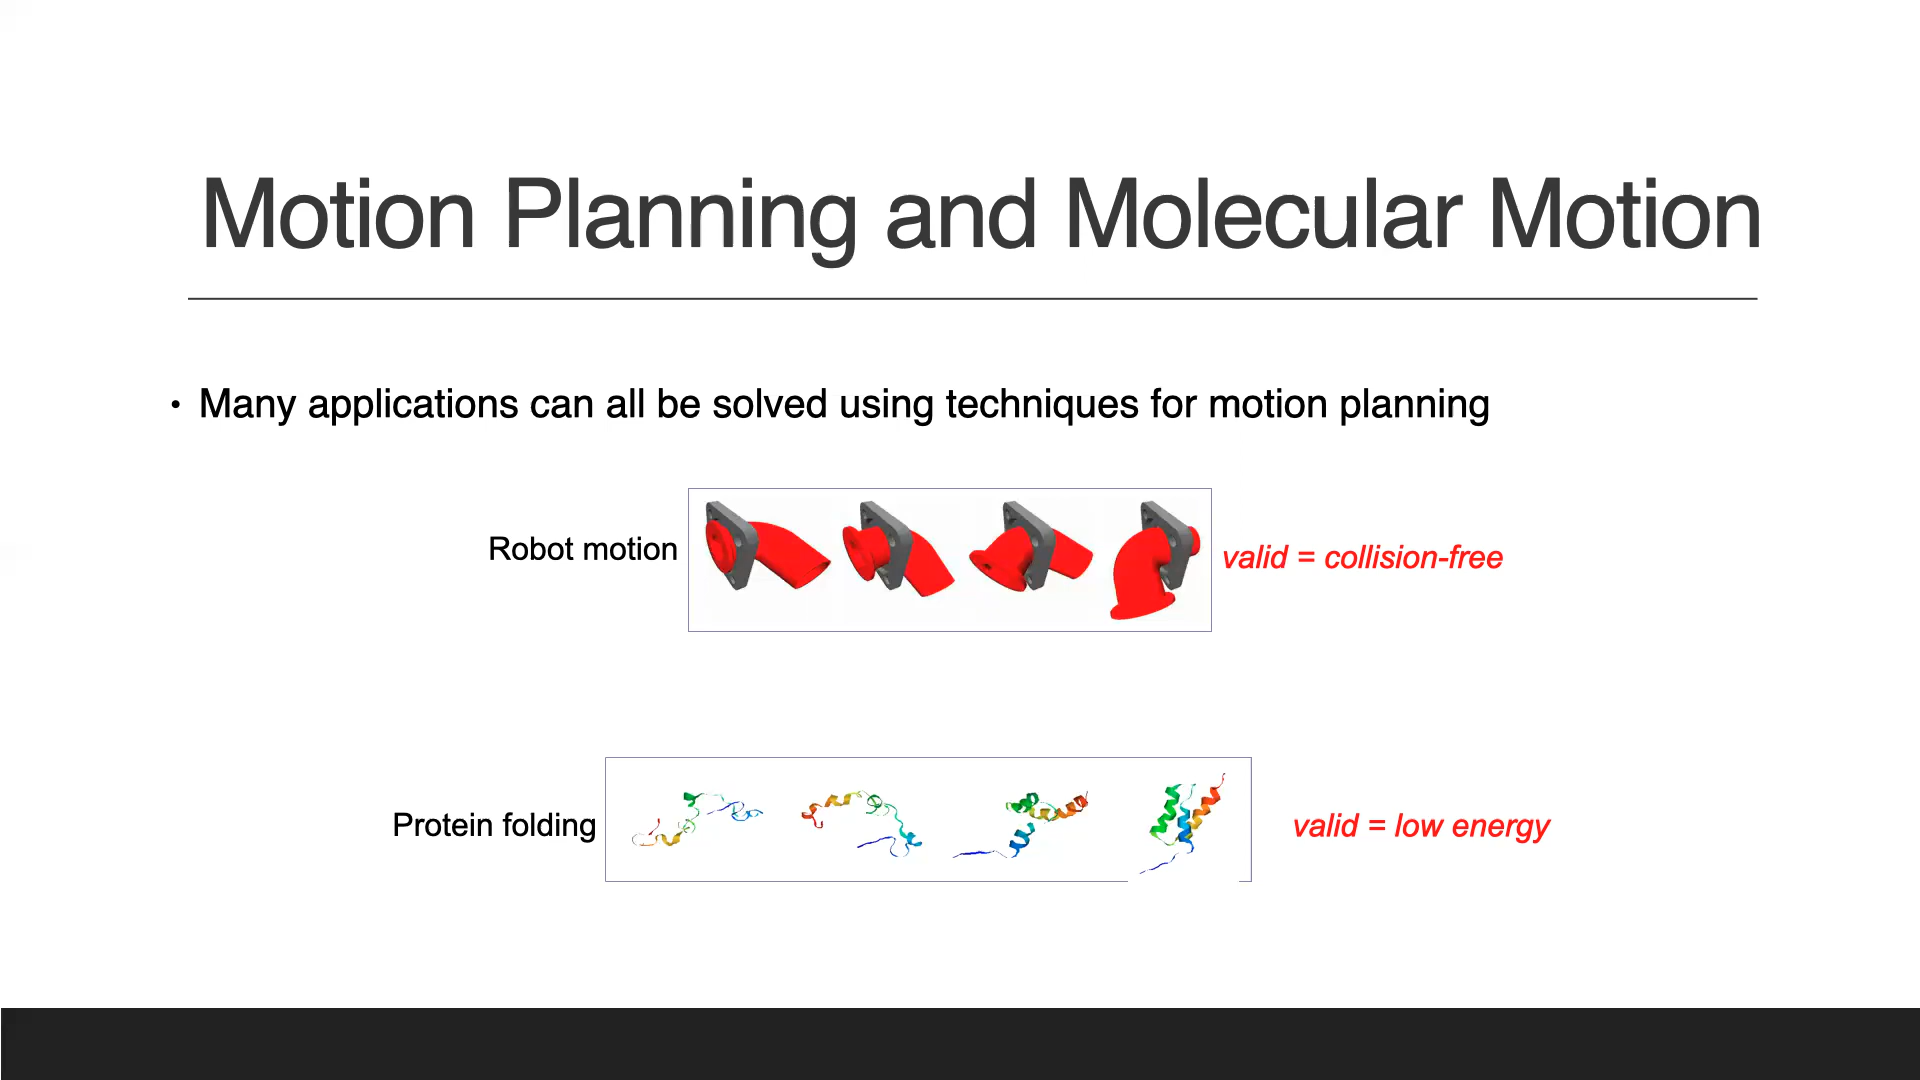 Motion Planning and Molecular Motion
• Many applications can all be solved using techniques for motion planning
Robot motion
valid = collision-free
Protein folding
valid = low energy